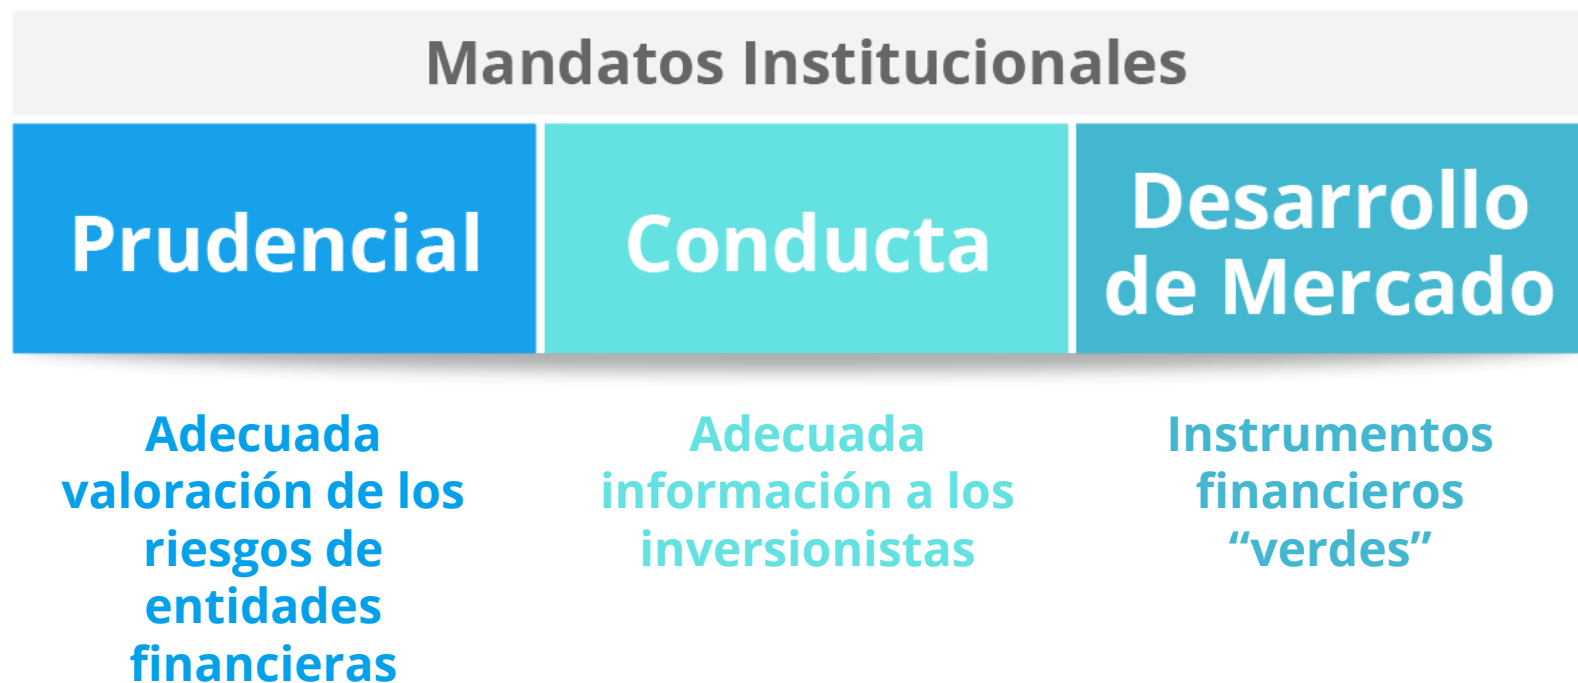 Mandatos Institucionales
Prudencial
Conducta
Desarrollo
de Mercado
Adecuada
valoración de los
riesgos de
entidades
financieras
Adecuada
información a los
inversionistas
Instrumentos
financieros
“verdes”